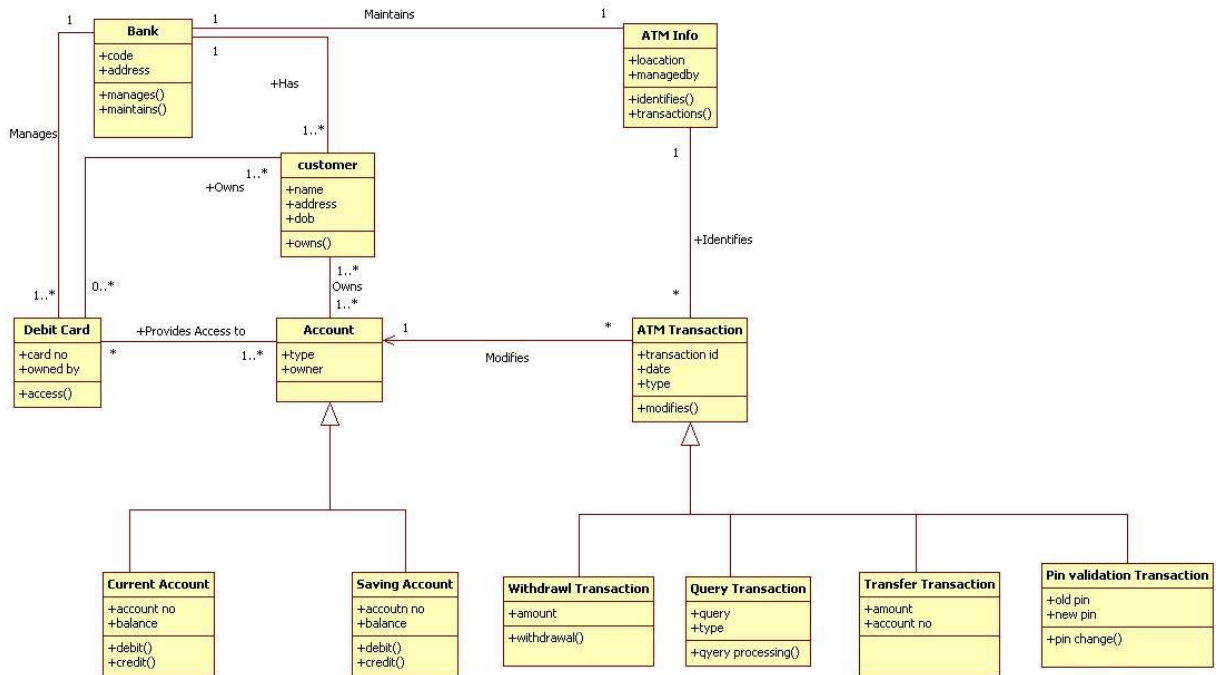 1
Bank
+code
+address
+manages()
+maintains()
1
Maintains
1
ATM Info
+loacation
+managedby
+identifies()
+transactions()
1
+Has
1..*
Manages
1..*
+Owns
customer
+name
+address
+dob
+owns()
1
+Identifies
*
1..*
0..*
1..*
Owns
1..*
Debit Card
+card no
+owned by
+access()
+Provides Access to
*
1..*
Account
+type
+owner
1
*
Modifies
ATM Transaction
+transaction id
+date
+type
+modifies()
Current Account
+account no
+balance
+debit()
+credit()
Saving Account
+accoutn no
+balance
+debit()
+credit()
Withdrawl Transaction
+amount
+withdrawal()
Query Transaction
+query
+type
+qyery processing()
Transfer Transaction
+amount
+account no
Pin validation Transaction
+old pin
+new pin
+pin change()